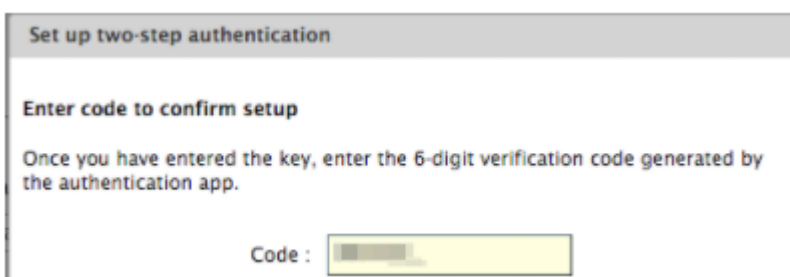 Set up two-step authentication
Enter code to confirm setup
Once you have entered the key, enter the 6-digit verification code generated by
the authentication app.
Code :